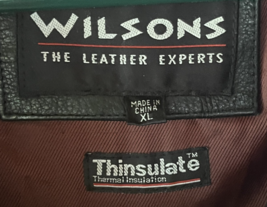 WILSONS
THE LEATHER EXPERTS
MADE IN
CHINA
XL
Thinsulate™
Thermal Insulation